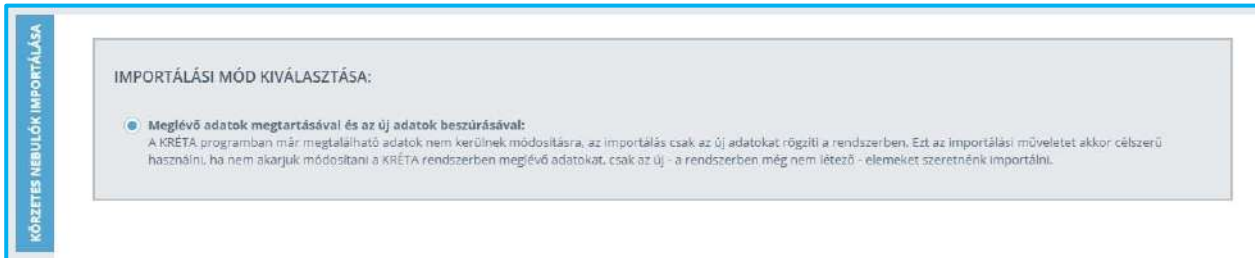 KÖRZETES NEBULÓK IMPORTÁLÁSA
IMPORTÁLÁSI MÓD KIVÁLASZTÁSA:
Meglévő adatok megtartásával és az új adatok beszúrásával:
A KRÉTA programban már megtalálható adatok nem kerülnek módosításra, az importálás csak az új adatokat rögzíti a rendszerben. Ezt az importálási műveletet akkor célszerű
használni, ha nem akarjuk módosítani a KRÉTA rendszerben meglévő adatokat, csak az új - a rendszerben még nem létező - elemeket szeretnénk importálni.